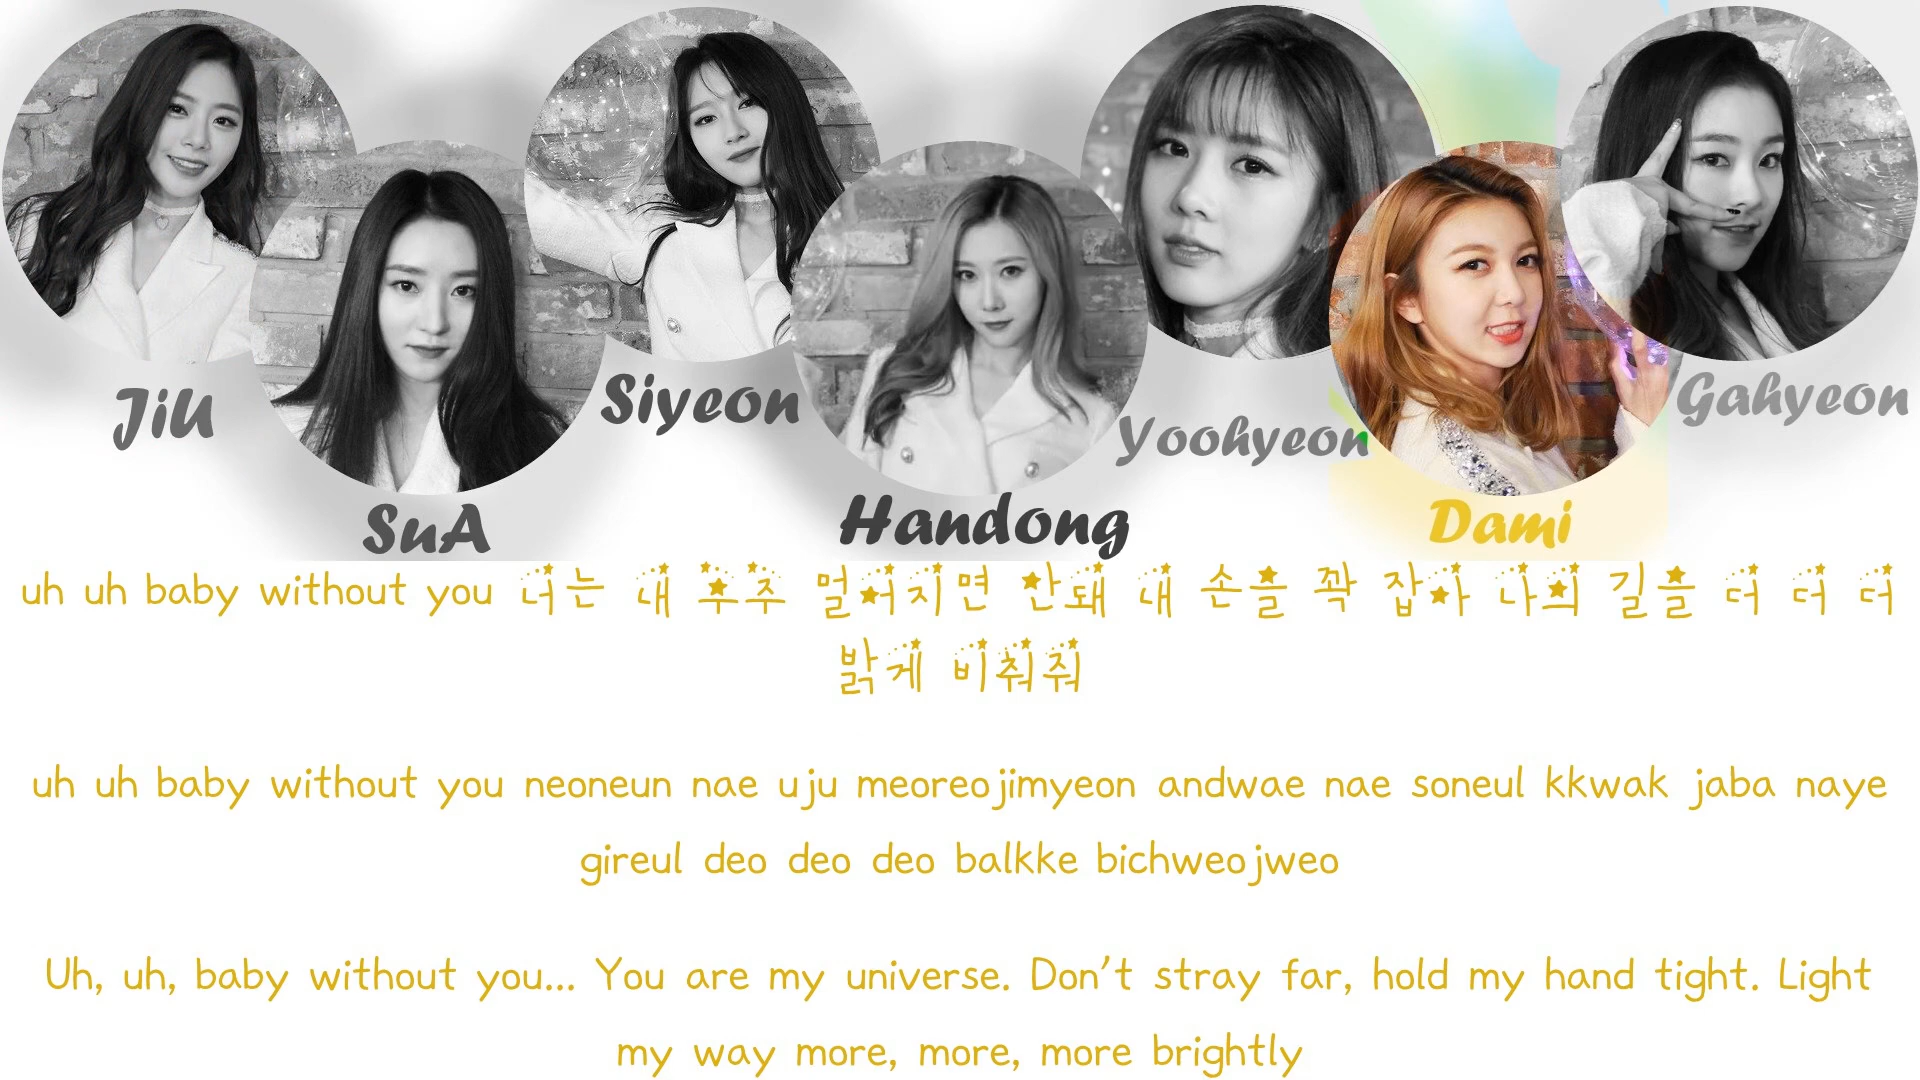 JiU
SuA
Siyeon
Handong
Yoohyeon
Dami
Gahyeon
uh uh baby without you 너는 내 우주 멀어지면 안돼 내 손을 꽉 잡아 나의 길을 더 더 더
밝게 비춰줘
uh uh baby without you neoneun nae uju meoreojimyeon andwae nae soneul kkwak jaba naye
gireul deo deo deo balkke bichweojweo
Uh, uh, baby without you... You are my universe. Don't stray far, hold my hand tight. Light
my way more, more, more brightly